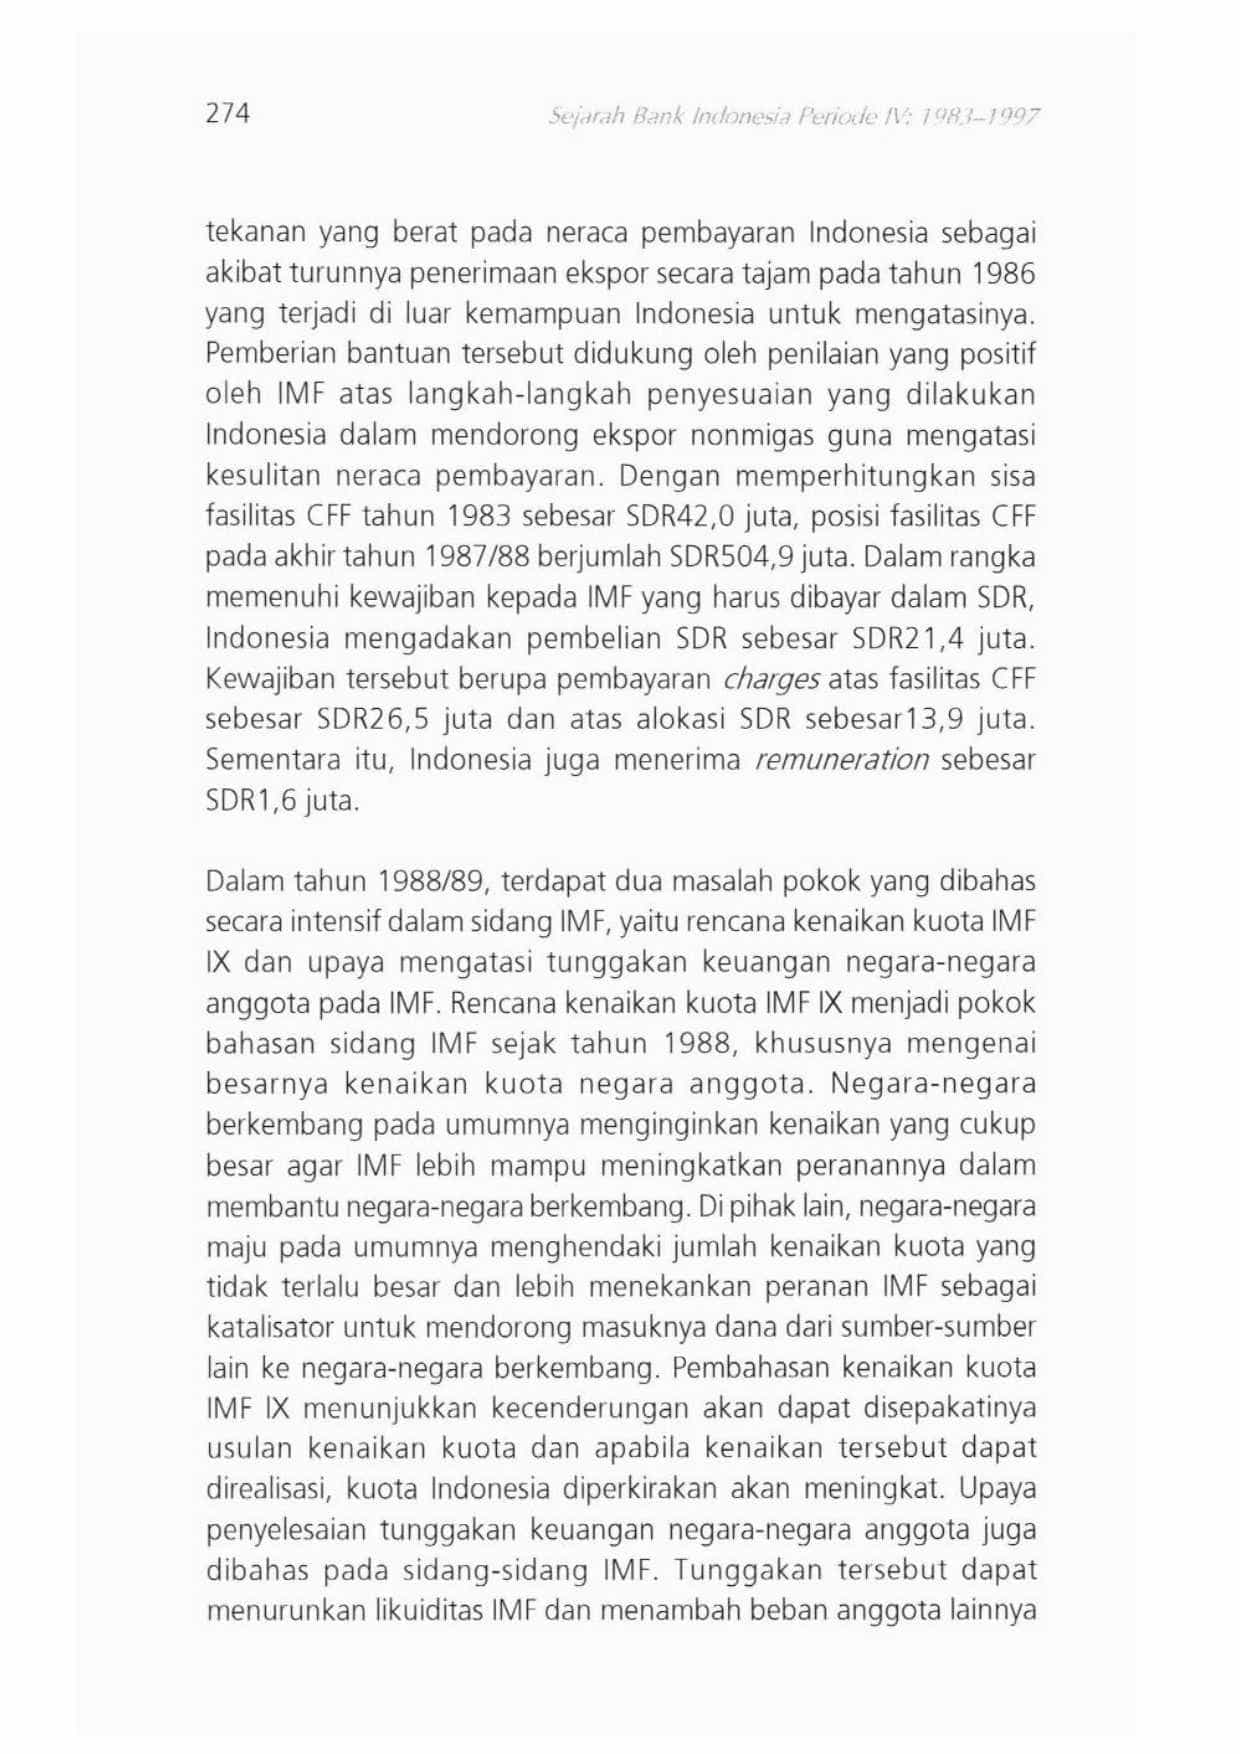 274
Sejarah Bank Indonesia Periode IV: 1983–1997
tekanan yang berat pada neraca pembayaran Indonesia sebagai
akibat turunnya penerimaan ekspor secara tajam pada tahun 1986
yang terjadi di luar kemampuan Indonesia untuk mengatasinya.
Pemberian bantuan tersebut didukung oleh penilaian yang positif
oleh IMF atas langkah-langkah penyesuaian yang dilakukan
Indonesia dalam mendorong ekspor nonmigas guna mengatasi
kesulitan neraca pembayaran. Dengan memperhitungkan sisa
fasilitas CFF tahun 1983 sebesar SDR42,0 juta, posisi fasilitas CFF
pada akhir tahun 1987/88 berjumlah SDR504,9 juta. Dalam rangka
memenuhi kewajiban kepada IMF yang harus dibayar dalam SDR,
Indonesia mengadakan pembelian SDR sebesar SDR21,4 juta.
Kewajiban tersebut berupa pembayaran charges atas fasilitas CFF
sebesar SDR26,5 juta dan atas alokasi SDR sebesar13,9 juta.
Sementara itu, Indonesia juga menerima remuneration sebesar
SDR1,6 juta.
Dalam tahun 1988/89, terdapat dua masalah pokok yang dibahas
secara intensif dalam sidang IMF, yaitu rencana kenaikan kuota IMF
IX dan upaya mengatasi tunggakan keuangan negara-negara
anggota pada IMF. Rencana kenaikan kuota IMF IX menjadi pokok
bahasan sidang IMF sejak tahun 1988, khususnya mengenai
besarnya kenaikan kuota negara anggota. Negara-negara
berkembang pada umumnya menginginkan kenaikan yang cukup
besar agar IMF lebih mampu meningkatkan peranannya dalam
membantu negara-negara berkembang. Di pihak lain, negara-negara
maju pada umumnya menghendaki jumlah kenaikan kuota yang
tidak terlalu besar dan lebih menekankan peranan IMF sebagai
katalisator untuk mendorong masuknya dana dari sumber-sumber
lain ke negara-negara berkembang. Pembahasan kenaikan kuota
IMF IX menunjukkan kecenderungan akan dapat disepakatinya
usulan kenaikan kuota dan apabila kenaikan tersebut dapat
direalisasi, kuota Indonesia diperkirakan akan meningkat. Upaya
penyelesaian tunggakan keuangan negara-negara anggota juga
dibahas pada sidang-sidang IMF. Tunggakan tersebut dapat
menurunkan likuiditas IMF dan menambah beban anggota lainnya